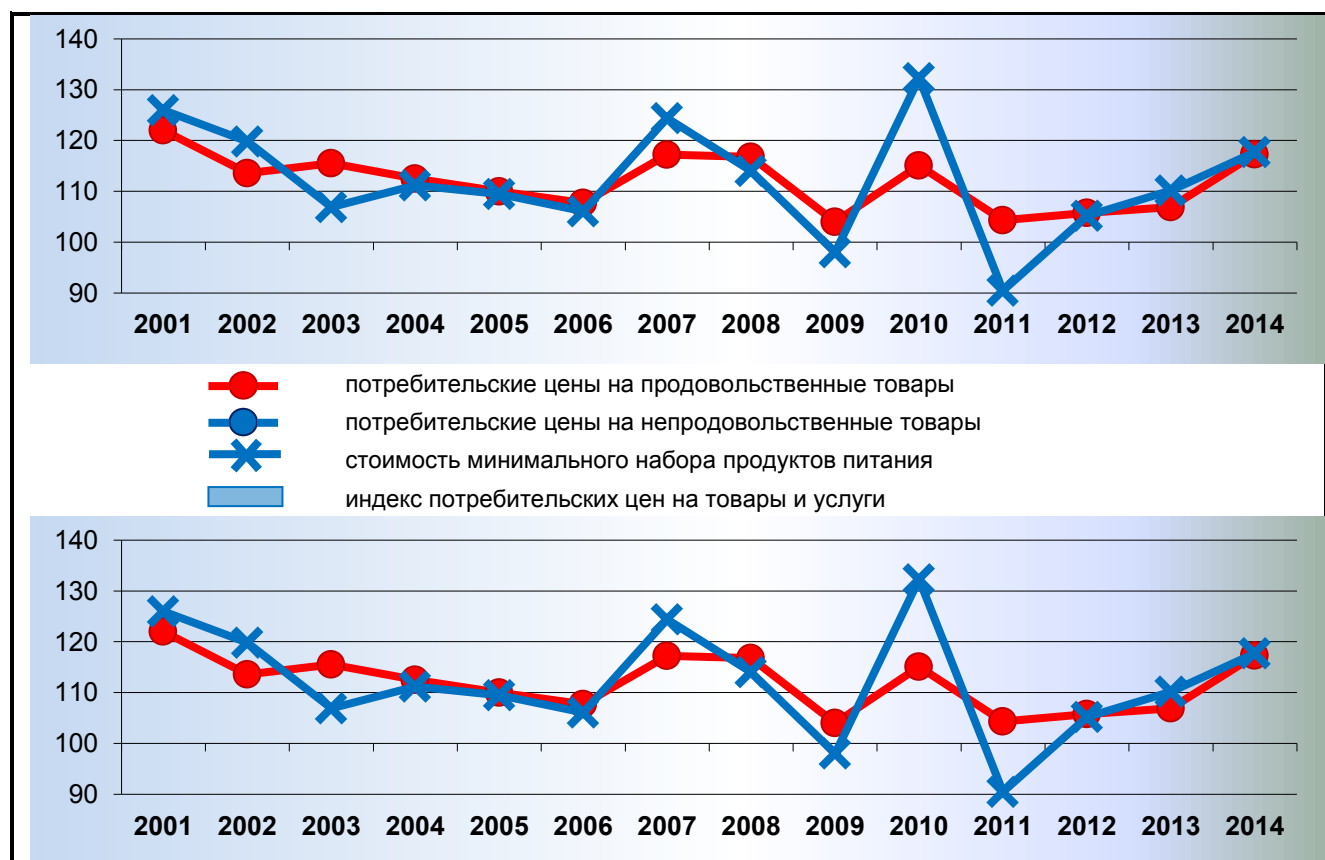 140
130
120
110
100
90
2001 2002 2003 2004 2005 2006 2007 2008 2009 2010 2011 2012 2013 2014
потребительские цены на продовольственные товары
потребительские цены на непродовольственные товары
стоимость минимального набора продуктов питания
индекс потребительских цен на товары и услуги
140
130
120
110
100
90
2001 2002 2003 2004 2005 2006 2007 2008 2009 2010 2011 2012 2013 2014